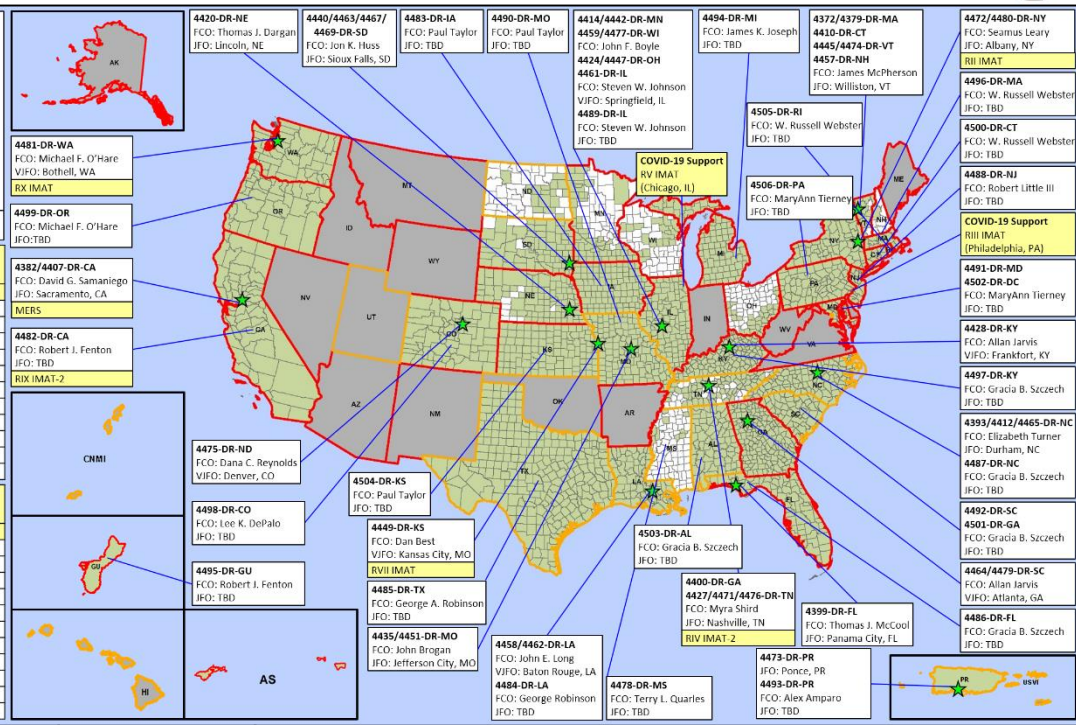 4420-DR-NE
FCO: Thomas J. Dargan
JFO: Lincoln, NE
4440/4463/4467/
4469-DR-SD
FCO: Jon K. Huss
JFO: Sioux Falls, SD
4483-DR-IA
FCO: Paul Taylor
JFO: TBD
4490-DR-MO
FCO: Paul Taylor
JFO: TBD
4414/4442-DR-MN
4459/4477-DR-WI
FCO: John F. Boyle
4424/4447-DR-OH
4461-DR-IL
FCO: Steven W. Johnson
VJFO: Springfield, IL
4489-DR-IL
FCO: Steven W. Johnson
JFO: TBD
4494-DR-MI
FCO: James K. Joseph
JFO: TBD
4372/4379-DR-MA
4410-DR-CT
4445/4474-DR-VT
4457-DR-NH
FCO: James McPherson
JFO: Williston, VT
4472/4480-DR-NY
FCO: Seamus Leary
JFO: Albany, NY
RII IMAT
4496-DR-MA
FCO: W. Russell Webster
JFO: TBD
4505-DR-RI
FCO: W. Russell Webster
JFO: TBD
4500-DR-CT
FCO: W. Russell Webster
JFO: TBD
COVID-19 Support
RV IMAT
(Chicago, IL)
4506-DR-PA
FCO: MaryAnn Tierney
JFO: TBD
4488-DR-NJ
FCO: Robert Little III
JFO: TBD
COVID-19 Support
RIII IMAT
(Philadelphia, PA)
4491-DR-MD
4502-DR-DC
FCO: MaryAnn Tierney
JFO: TBD
4428-DR-KY
FCO: Allan Jarvis
VJFO: Frankfort, KY
4497-DR-KY
FCO: Gracia B. Szczech
JFO: TBD
4393/4412/4465-DR-NC
FCO: Elizabeth Turner
JFO: Durham, NC
4487-DR-NC
FCO: Gracia B. Szczech
JFO: TBD
4492-DR-SC
4501-DR-GA
FCO: Gracia B. Szczech
JFO: TBD
4464/4479-DR-SC
FCO: Allan Jarvis
VJFO: Atlanta, GA
4486-DR-FL
FCO: Gracia B. Szczech
JFO: TBD
4481-DR-WA
FCO: Michael F. O'Hare
VJFO: Bothell, WA
RX IMAT
4499-DR-OR
FCO: Michael F. O'Hare
JFO:TBD
4382/4407-DR-CA
FCO: David G. Samaniego
JFO: Sacramento, CA
MERS
4482-DR-CA
FCO: Robert J. Fenton
JFO: TBD
RIX IMAT-2
4475-DR-ND
FCO: Dana C. Reynolds
VJFO: Denver, CO
4498-DR-CO
FCO: Lee K. DePalo
JFO: TBD
4495-DR-GU
FCO: Robert J. Fenton
JFO: TBD
4504-DR-KS
FCO: Paul Taylor
JFO: TBD
4449-DR-KS
FCO: Dan Best
VJFO: Kansas City, MO
RVII IMAT
4485-DR-TX
FCO: George A. Robinson
JFO: TBD
4435/4451-DR-MO
FCO: John Brogan
JFO: Jefferson City, MO
4458/4462-DR-LA
FCO: John E. Long
VJFO: Baton Rouge, LA
4484-DR-LA
FCO: George Robinson
JFO: TBD
4503-DR-AL
FCO: Gracia B. Szczech
JFO: TBD
4478-DR-MS
FCO: Terry L. Quarles
JFO: TBD
4400-DR-GA
4427/4471/4476-DR-TN
FCO: Myra Shird
JFO: Nashville, TN
RIV IMAT-2
4399-DR-FL
FCO: Thomas J. McCool
JFO: Panama City, FL
4473-DR-PR
JFO: Ponce, PR
4493-DR-PR
FCO: Alex Amparo
JFO: TBD
AK
WA
OR
CA
NV
ID
MT
WY
UT
AZ
NM
CO
ND
SD
NE
KS
OK
TX
MN
IA
MO
AR
LA
WI
IL
MI
IN
OH
KY
TN
MS
AL
GA
FL
SC
NC
VA
WV
PA
NY
NJ
MD
VT
NH
ME
MA
CT
CNMI
GU
HI
AS
PR
USVI